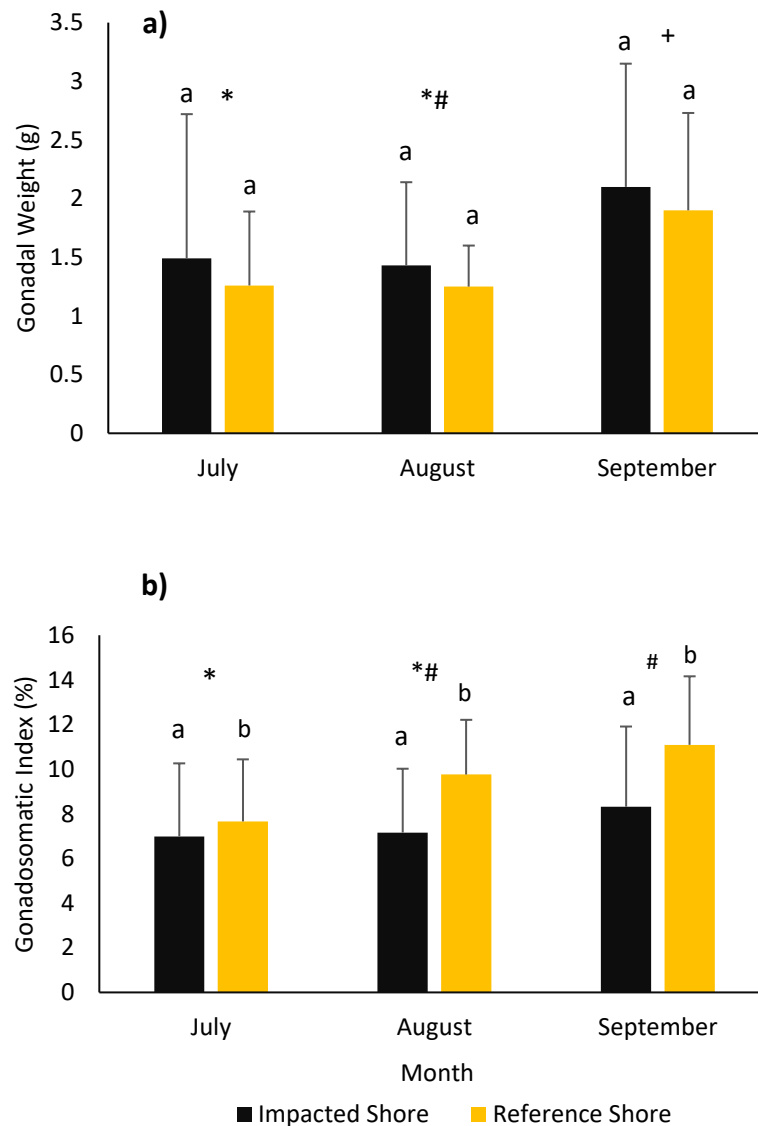 a)
Gonadal Weight (g)
3.5
3
2.5
2
1.5
1
0.5
0
a * a
a *# a
a + a
July August September
b)
Gonadosomatic Index (%)
16
14
12
10
8
6
4
2
0
a * b
a *# b
a # b
July August September
Month
Impacted Shore Reference Shore